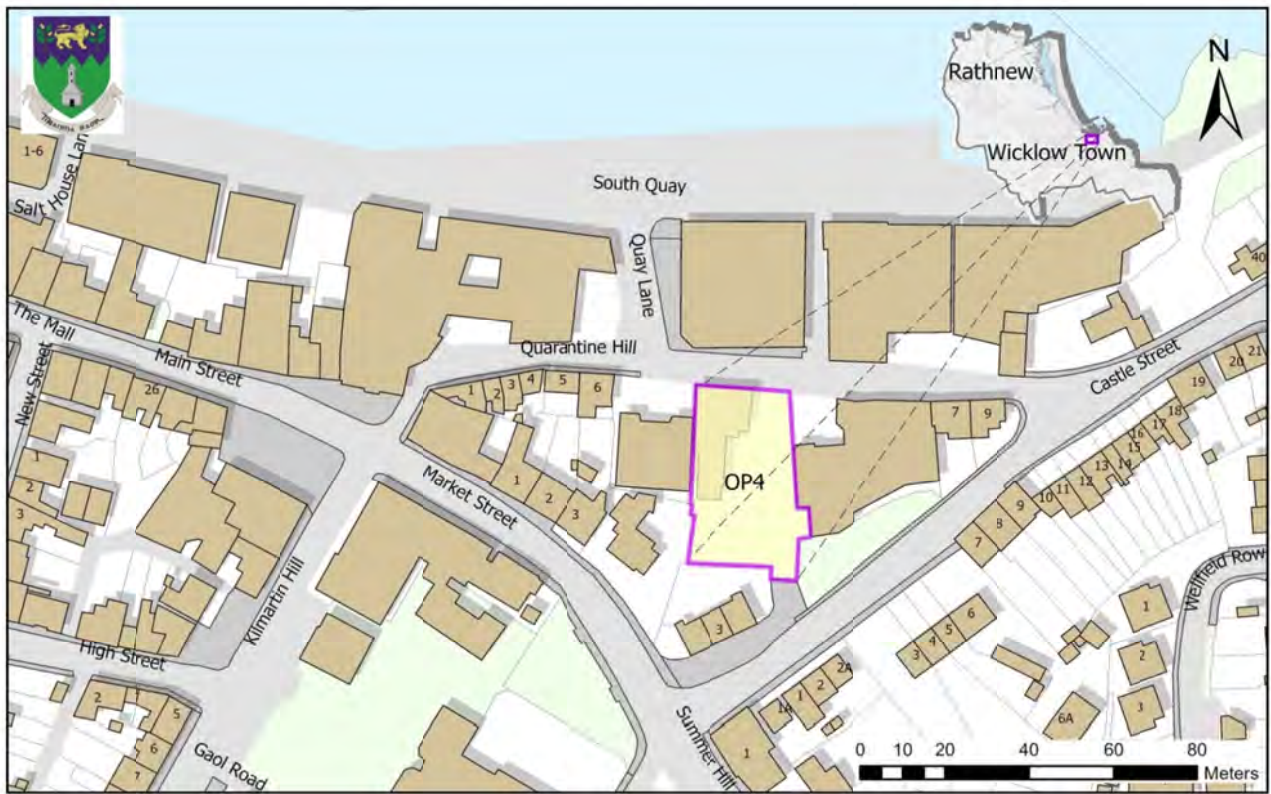 Rathnew
N
Wicklow Town
1-6
Salt House Lan
South Quay
Quay Lane
40
The Mall
Main Street
Quarantine Hill
Castle Street
New Street
26
1
2
3
4
5
6
7
9
21
20
19
18
17
16
15
14
13
12
11
10
9
8
7
OP4
1
2
3
Market Street
1
2
3
Kilmartin Hill
High Street
3
2
5
6
7
Gaol Road
Summer Hill
1
1A
1
2
2A
3
4
5
6
6A
Wellfield Row
1
2
3
0 10 20 40 60 80
Meters